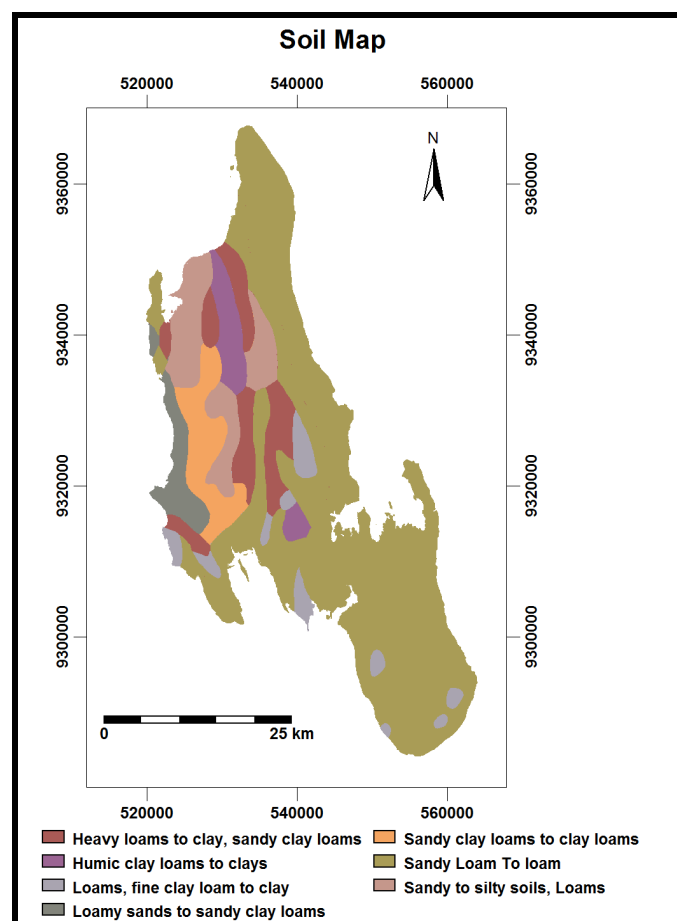 Soil Map
520000 540000 560000
N
9360000 9360000
9340000 9340000
9320000 9320000
9300000 9300000
0 25 km
520000 540000 560000
Heavy loams to clay, sandy clay loams
Sandy clay loams to clay loams
Humic clay loams to clays
Sandy Loam To loam
Loams, fine clay loam to clay
Sandy to silty soils, Loams
Loamy sands to sandy clay loams